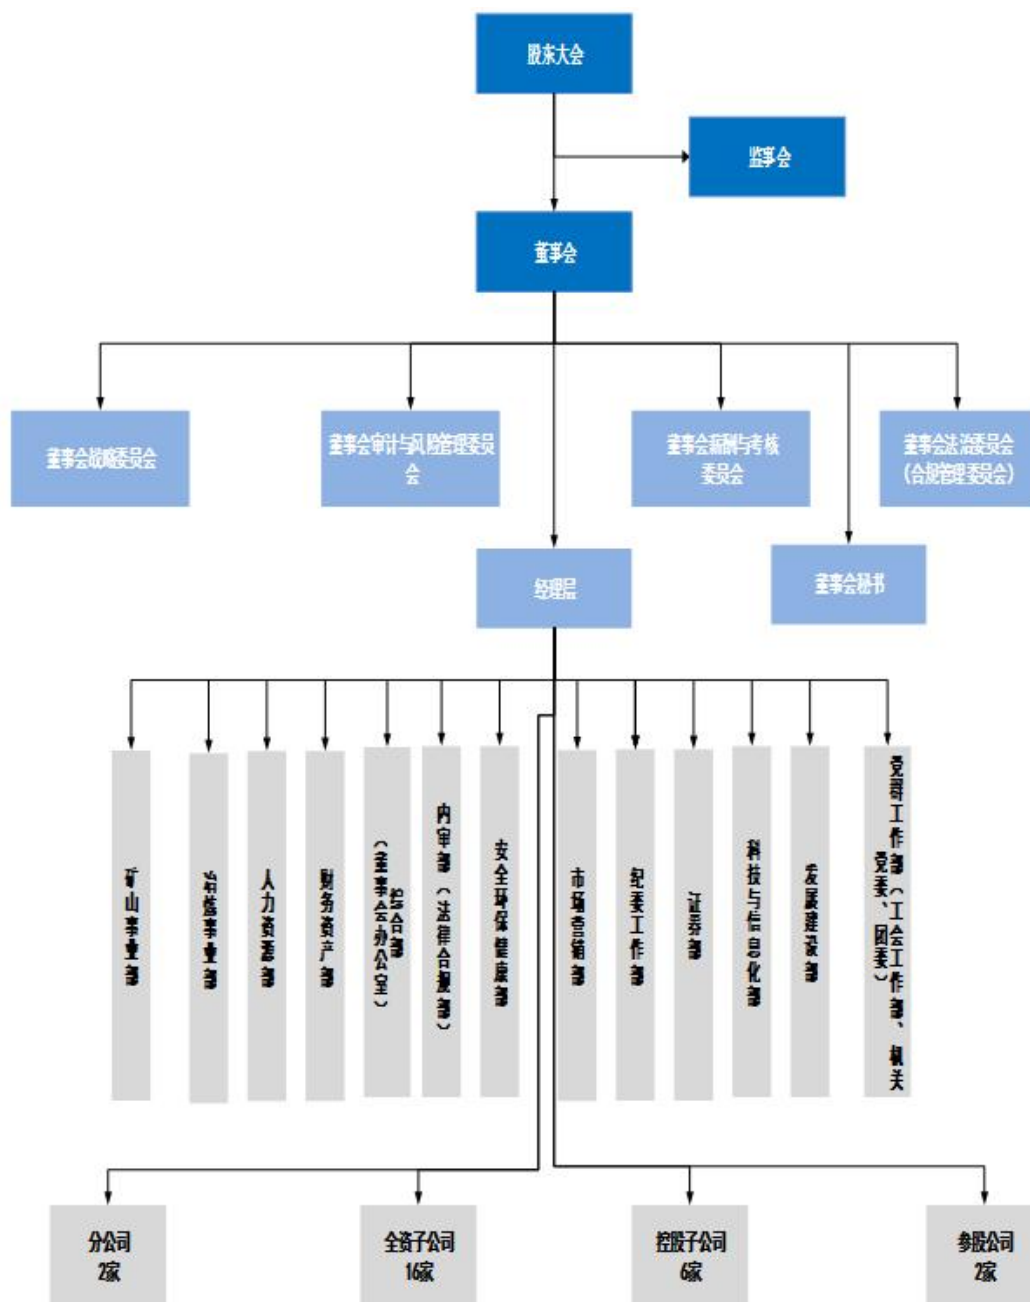 股东大会
监事会
董事会
董事会战略委员会
董事会审计与风险管理委员
会
董事会薪酬与考核
委员会
董事会法治委员会
（合规管理委员会）
经理层
董事会秘书
矿山事业部
冶炼事业部
人力资源部
财务资产部
综合部
（董事会办公室）
内审部（法律合规部）
安全环保健康部
市场营销部
纪委工作部
证券部
科技与信息化部
发展建设部
党群工作部（工会工作部、机关
党委、团委）
分公司
2家
全资子公司
16家
控股子公司
6家
参股公司
2家